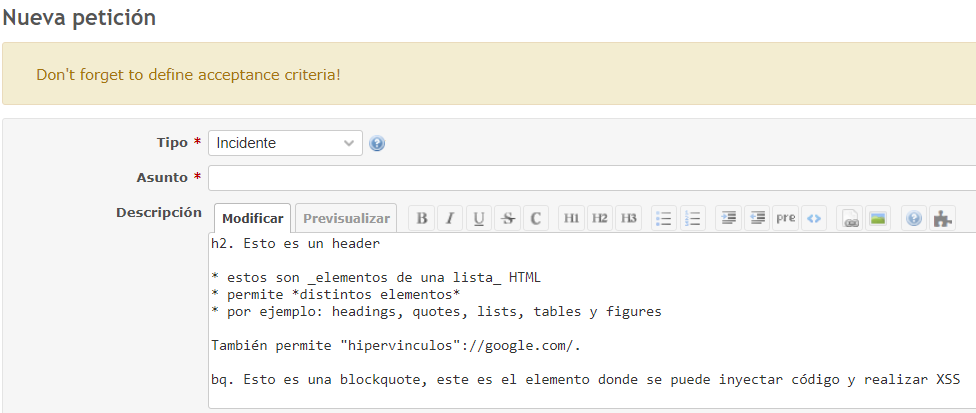 Nueva petición
Don't forget to define acceptance criteria!
Tipo * Incidente
Asunto *
Descripción Modificar Previsualizar B I U S C H1 H2 H3 pre <>
h2. Esto es un header
* estos son _elementos de una lista_ HTML
* permite *distintos elementos*
* por ejemplo: headings, quotes, lists, tables y figures
También permite "hipervinculos"://google.com/.
bq. Esto es una blockquote, este es el elemento donde se puede inyectar código y realizar XSS